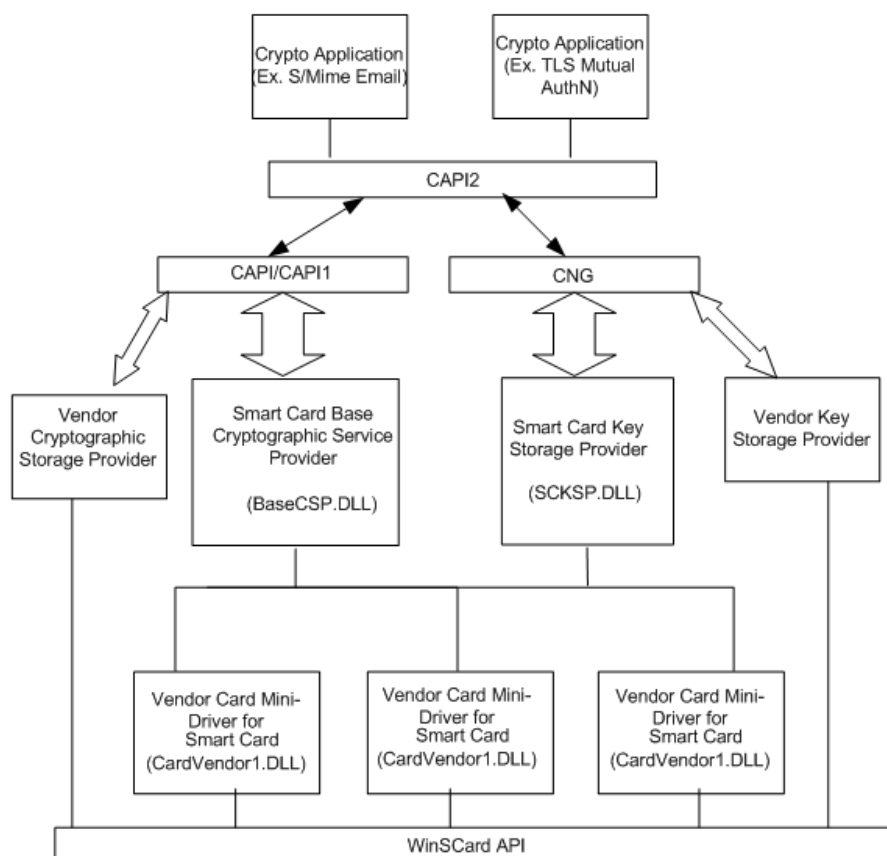 Crypto Application
(Ex. S/Mime Email)
Crypto Application
(Ex. TLS Mutual
AuthN)
CAPI2
CAPI/CAPI1
CNG
Vendor
Cryptographic
Storage Provider
Smart Card Base
Cryptographic Service
Provider
(BaseCSP.DLL)
Smart Card Key
Storage Provider
(SCKSP.DLL)
Vendor Key
Storage Provider
Vendor Card Mini-
Driver for
Smart Card
(CardVendor1.DLL)
Vendor Card Mini-
Driver for
Smart Card
(CardVendor1.DLL)
Vendor Card Mini-
Driver for
Smart Card
(CardVendor1.DLL)
WinSCard API